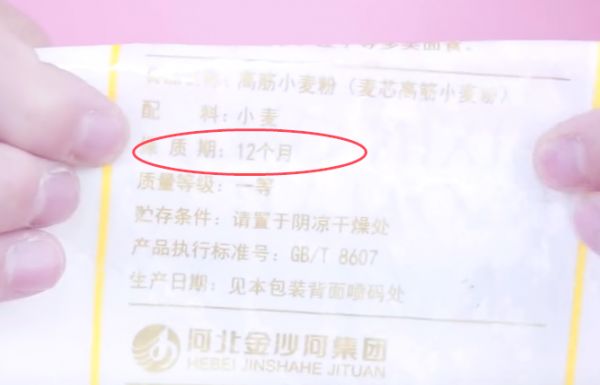 名称：高筋小麦粉（麦芯高筋小麦粉）
配 料：小麦
质 期：12个月
质量等级：一等
贮存条件：请置于阴凉干燥处
产品执行标准号：GB/T 8607
生产日期：见本包装背面喷码处
河北金沙河集团
HEBEI JINSHAHE JITUAN